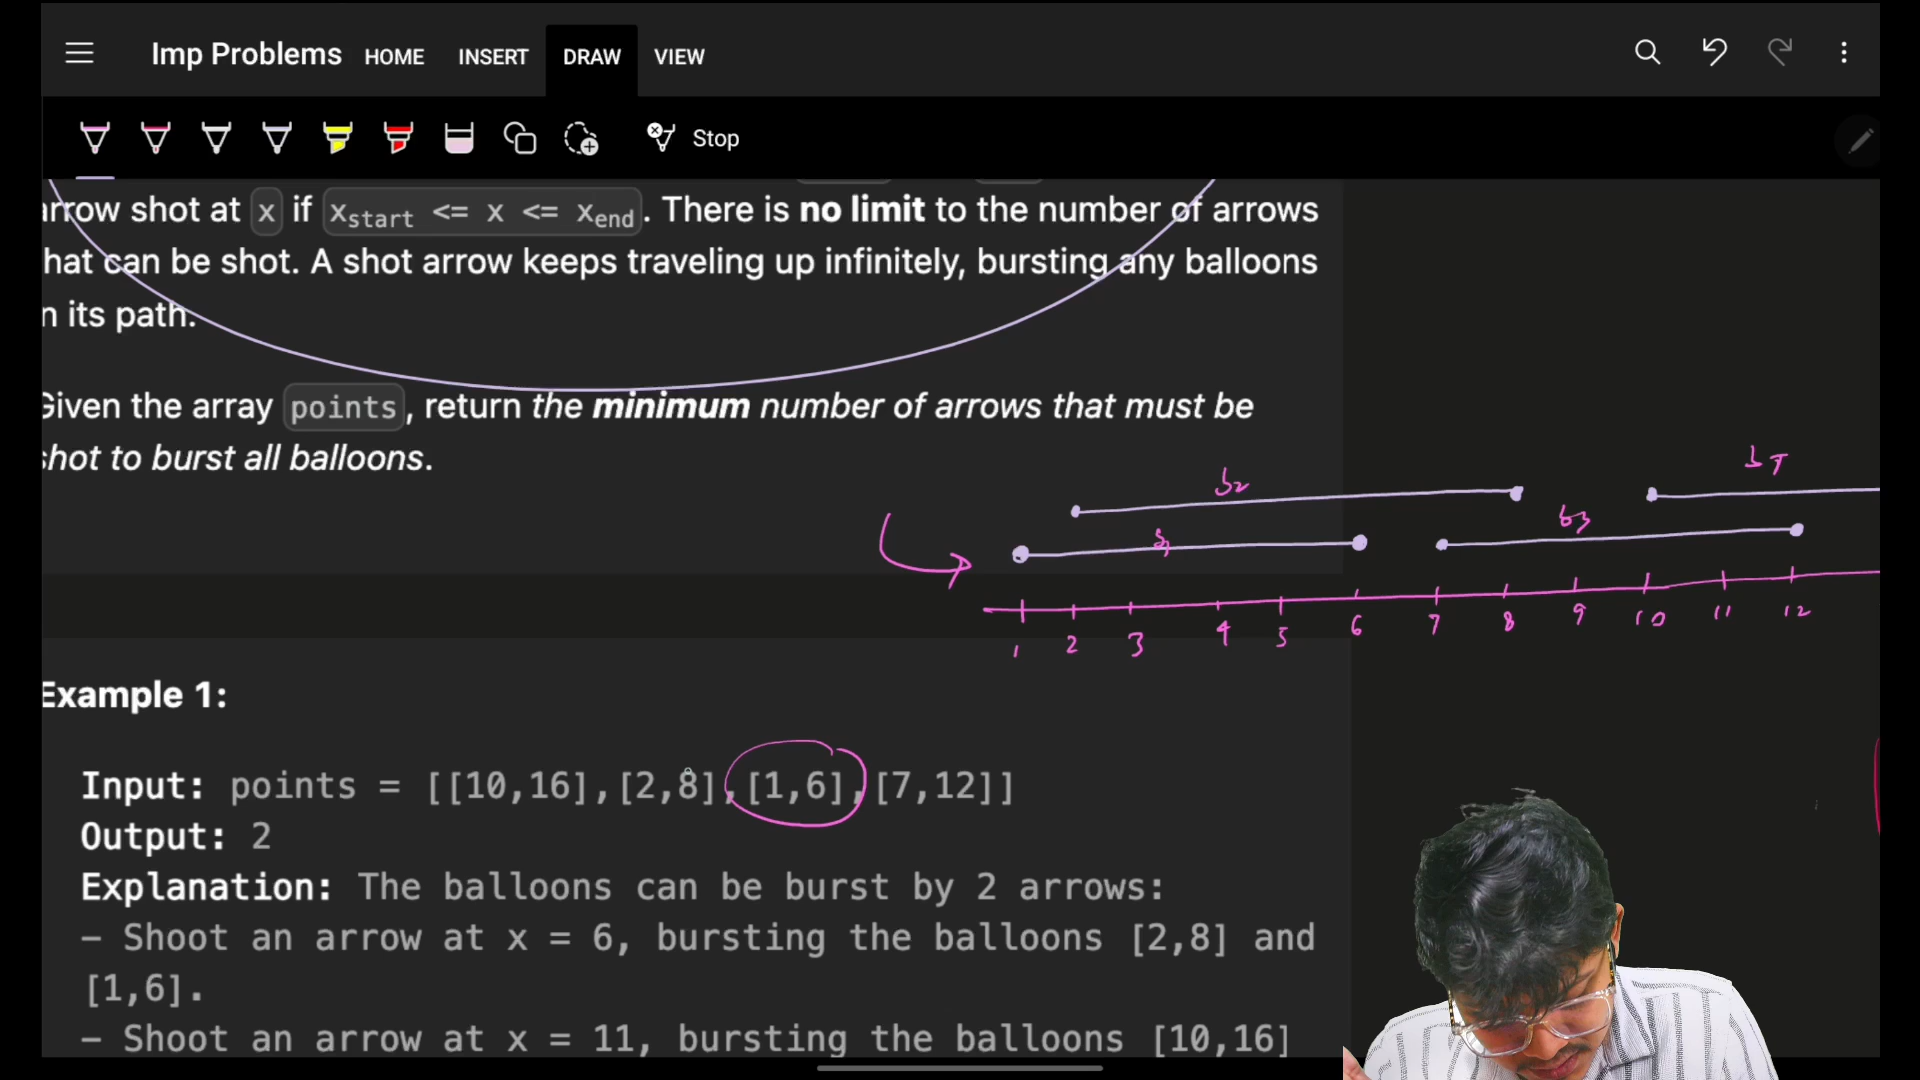 Imp Problems HOME INSERT DRAW VIEW
Stop
arrow shot at x if xstart <= x <= xend. There is no limit to the number of arrows
hat can be shot. A shot arrow keeps traveling up infinitely, bursting any balloons
n its path.
Given the array points, return the minimum number of arrows that must be
shot to burst all balloons.
b2
b3
1 2 3 4 5 6 7 8 9 10 11 12
Example 1:
Input: points = [[10,16],[2,8],[1,6],[7,12]]
Output: 2
Explanation: The balloons can be burst by 2 arrows:
– Shoot an arrow at x = 6, bursting the balloons [2,8] and
[1,6].
– Shoot an arrow at x = 11, bursting the balloons [10,16]